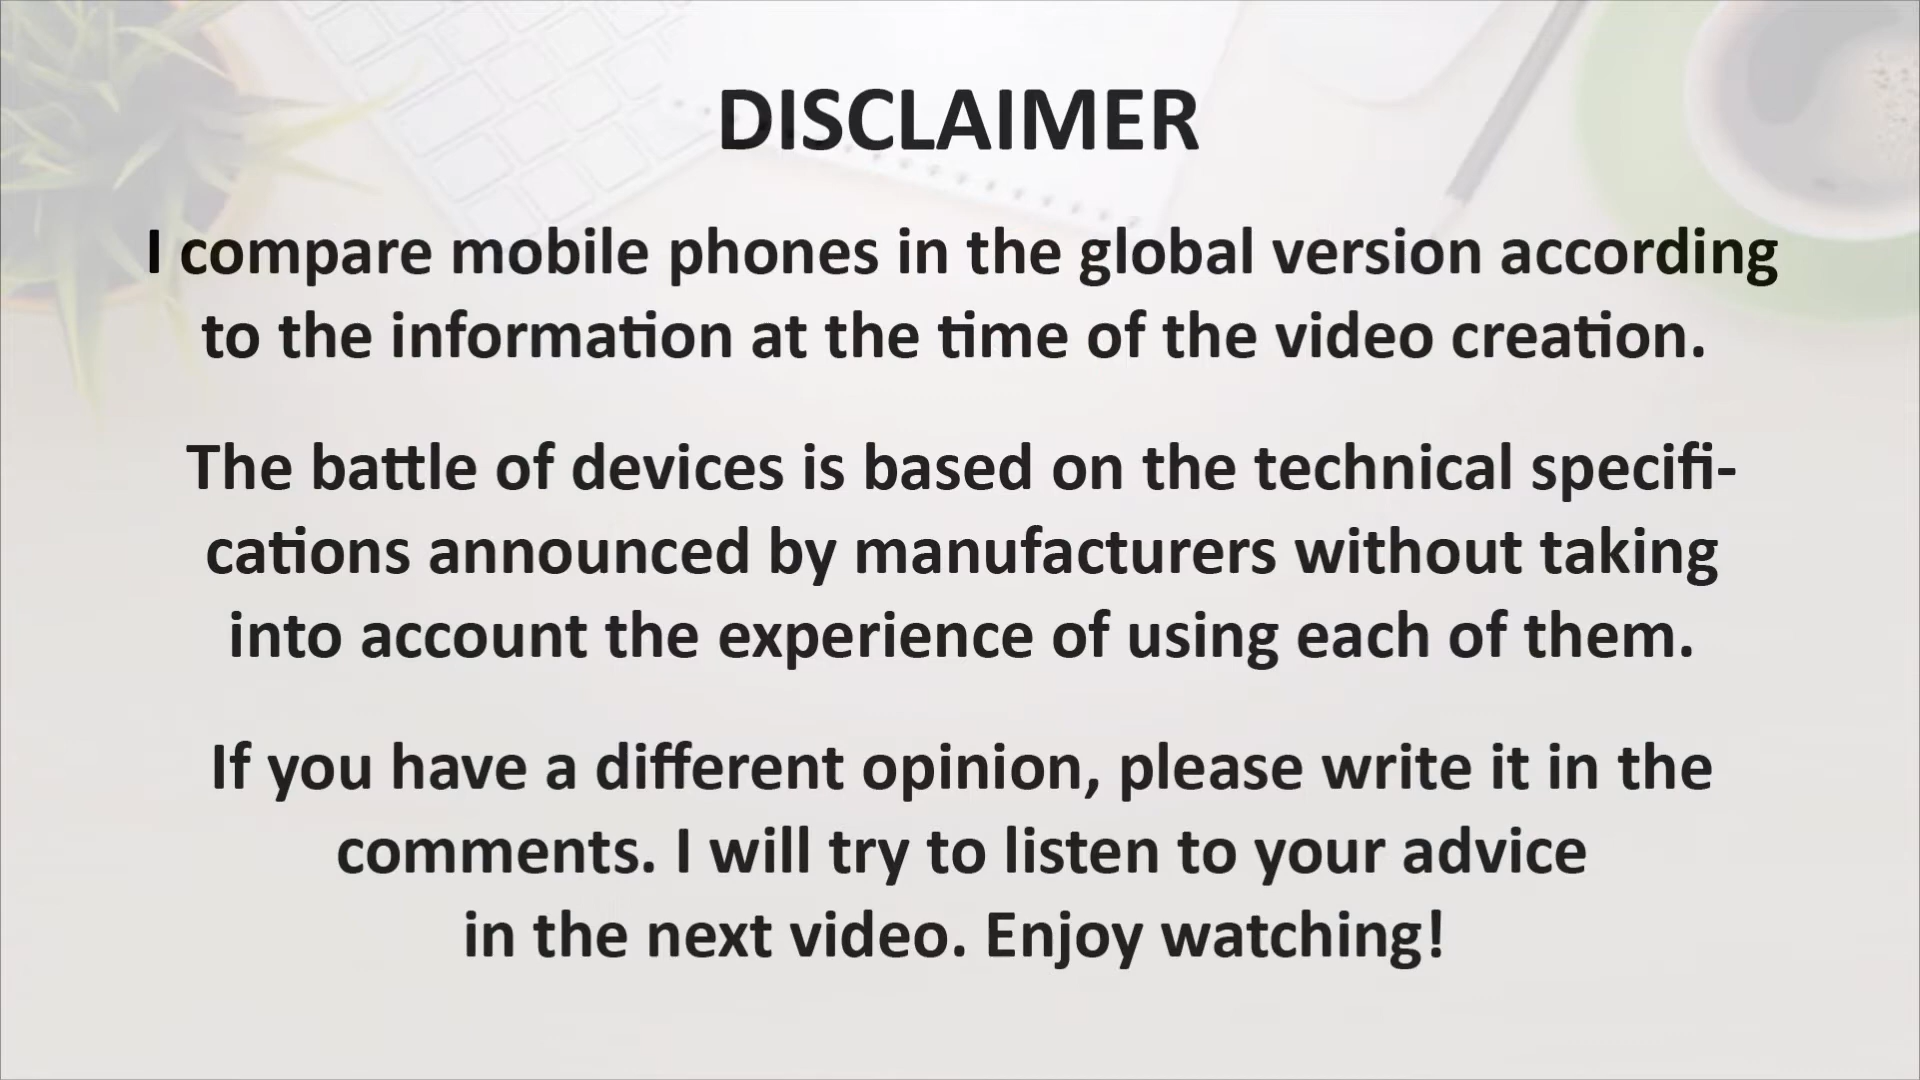 DISCLAIMER
I compare mobile phones in the global version according
to the information at the time of the video creation.
The battle of devices is based on the technical specifi-
cations announced by manufacturers without taking
into account the experience of using each of them.
If you have a different opinion, please write it in the
comments. I will try to listen to your advice
in the next video. Enjoy watching!